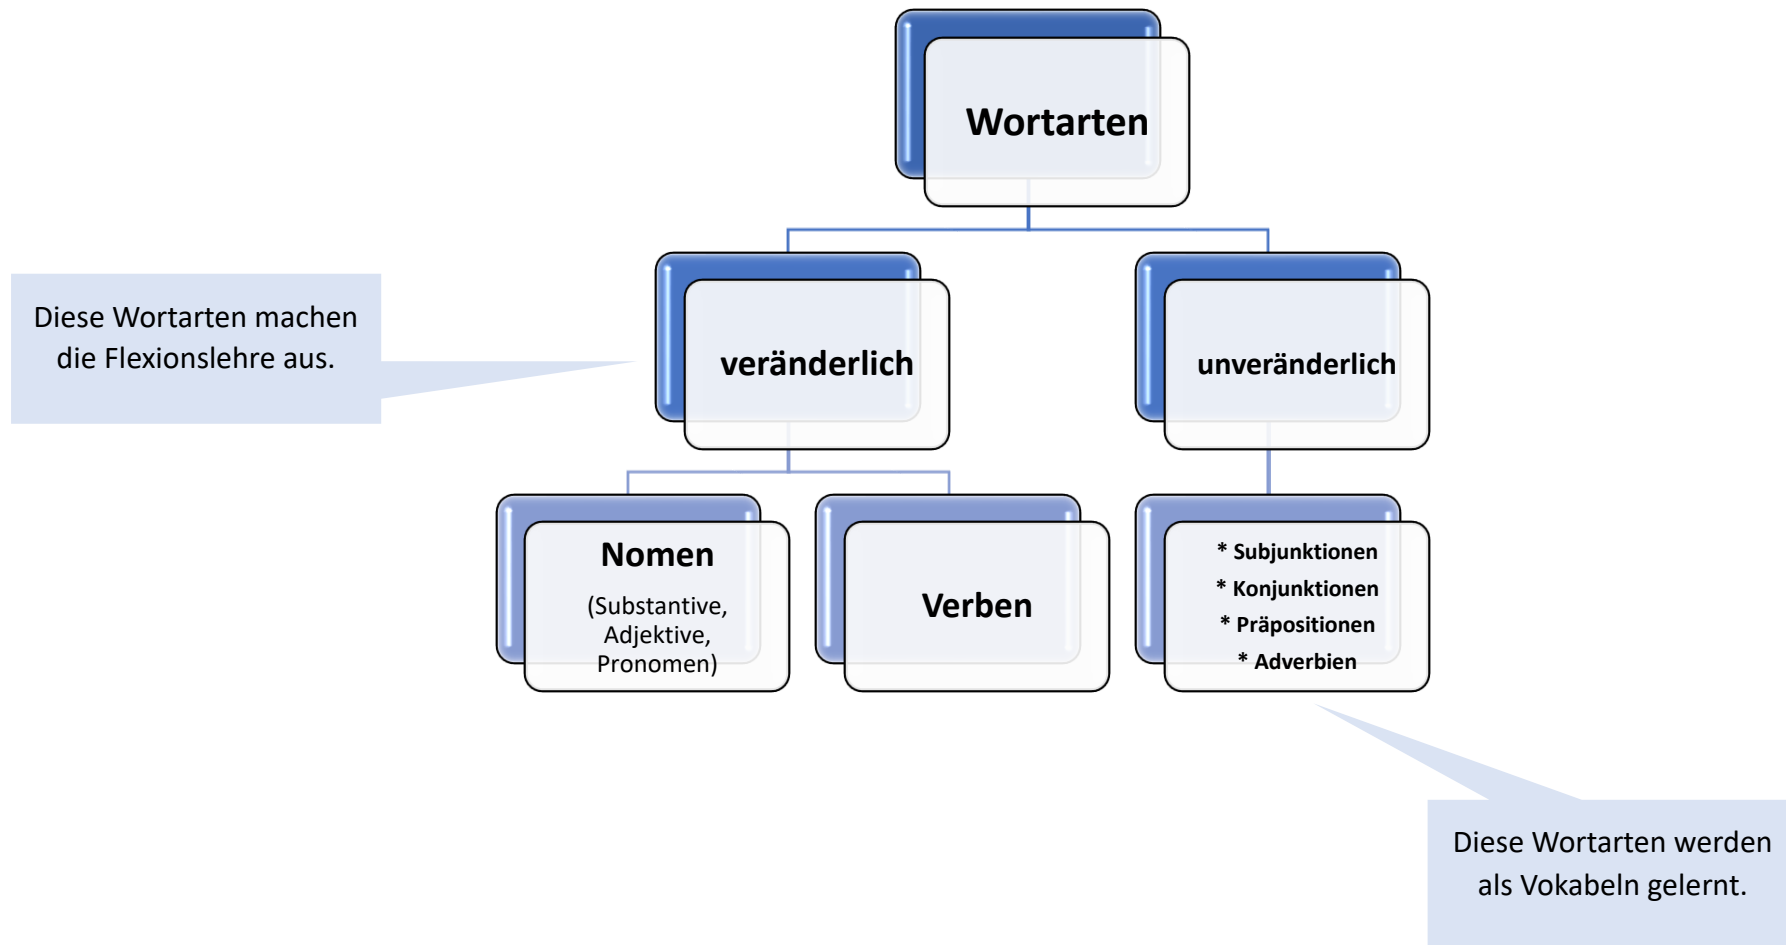 Wortarten
Diese Wortarten machen
die Flexionslehre aus.
veränderlich
unveränderlich
Nomen
(Substantive,
Adjektive,
Pronomen)
Verben
* Subjunktionen
* Konjunktionen
* Präpositionen
* Adverbien
Diese Wortarten werden
als Vokabeln gelernt.